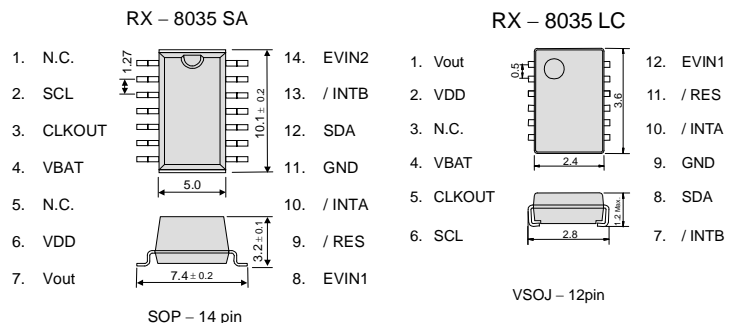 RX – 8035 SA
1. N.C.
2. SCL
3. CLKOUT
4. VBAT
5. N.C.
6. VDD
7. Vout
1.27
10.1 ± 0.2
5.0
3.2 ± 0.1
7.4 ± 0.2
14. EVIN2
13. / INTB
12. SDA
11. GND
10. / INTA
9. / RES
8. EVIN1
SOP – 14 pin
RX – 8035 LC
1. Vout
2. VDD
3. N.C.
4. VBAT
5. CLKOUT
6. SCL
0.5
3.6
2.4
1.2 Max.
2.8
12. EVIN1
11. / RES
10. / INTA
9. GND
8. SDA
7. / INTB
VSOJ – 12pin